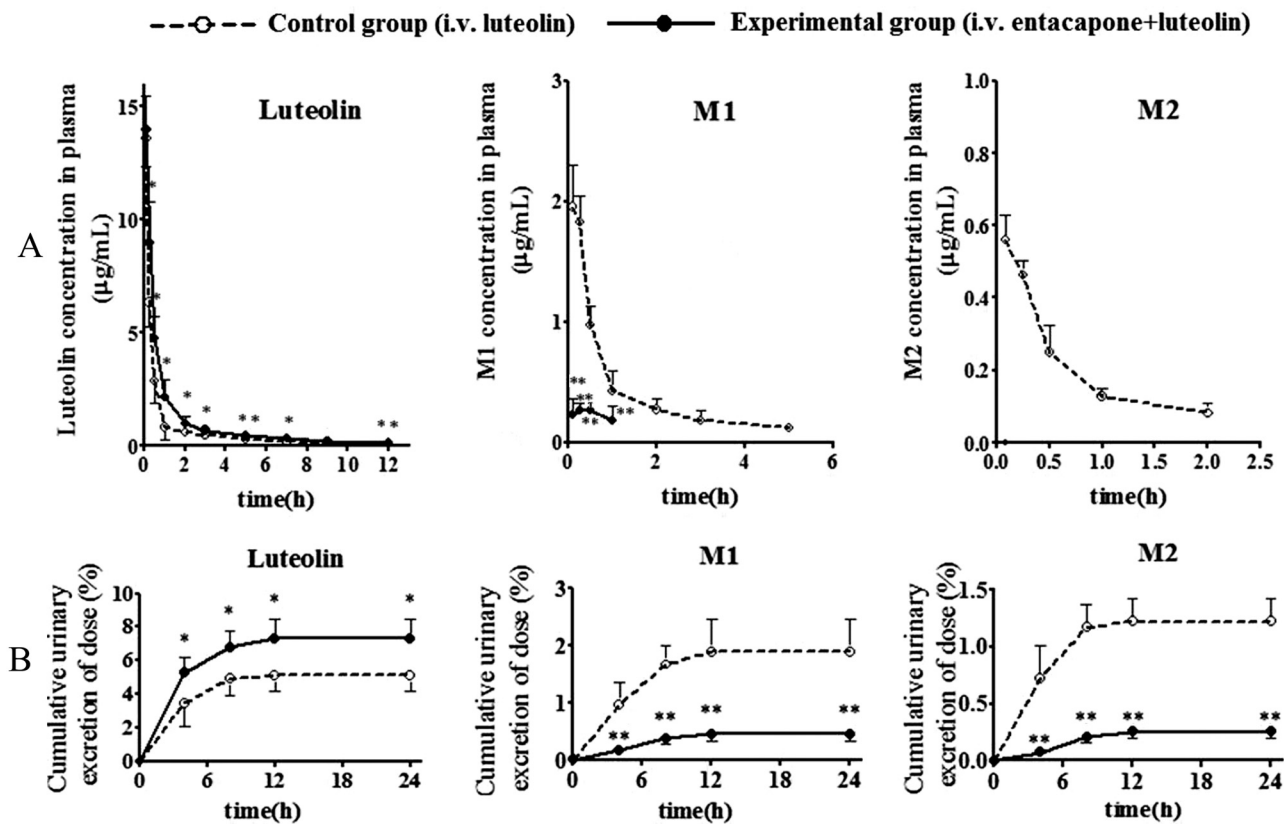 Control group (i.v. luteolin) Experimental group (i.v. entacapone+luteolin)
A
Luteolin
Luteolin concentration in plasma
(μg/mL)
15
10
5
0
* * * * * ** * **
0 2 4 6 8 10 12
time(h)
M1
M1 concentration in plasma
(μg/mL)
3
2
1
0
** ** ** **
0 2 4 6
time(h)
M2
M2 concentration in plasma
(μg/mL)
1.0
0.8
0.6
0.4
0.2
0.0
0.0 0.5 1.0 1.5 2.0 2.5
time(h)
B
Luteolin
Cumulative urinary
excretion of dose (%)
10
8
6
4
2
0
* * * *
0 6 12 18 24
time(h)
M1
Cumulative urinary
excretion of dose (%)
3
2
1
0
** ** ** **
0 6 12 18 24
time(h)
M2
Cumulative urinary
excretion of dose (%)
1.5
1.0
0.5
0.0
** ** ** **
0 6 12 18 24
time(h)